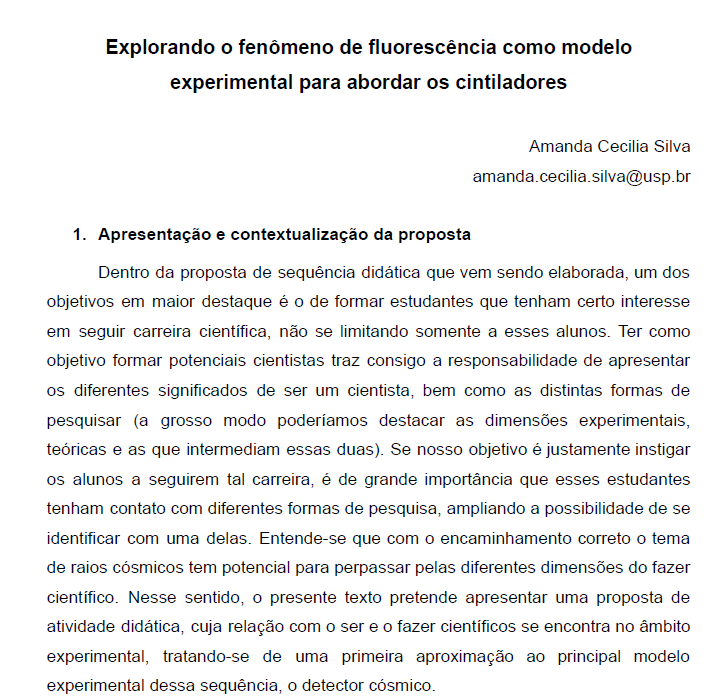 Explorando o fenômeno de fluorescência como modelo
experimental para abordar os cintiladores
Amanda Cecilia Silva
amanda.cecilia.silva@usp.br
1. Apresentação e contextualização da proposta
Dentro da proposta de sequência didática que vem sendo elaborada, um dos
objetivos em maior destaque é o de formar estudantes que tenham certo interesse
em seguir carreira científica, não se limitando somente a esses alunos. Ter como
objetivo formar potenciais cientistas traz consigo a responsabilidade de apresentar
os diferentes significados de ser um cientista, bem como as distintas formas de
pesquisar (a grosso modo poderíamos destacar as dimensões experimentais,
teóricas e as que intermediam essas duas). Se nosso objetivo é justamente instigar
os alunos a seguirem tal carreira, é de grande importância que esses estudantes
tenham contato com diferentes formas de pesquisa, ampliando a possibilidade de se
identificar com uma delas. Entende-se que com o encaminhamento correto o tema
de raios cósmicos tem potencial para perpassar pelas diferentes dimensões do fazer
científico. Nesse sentido, o presente texto pretende apresentar uma proposta de
atividade didática, cuja relação com o ser e o fazer científicos se encontra no âmbito
experimental, tratando-se de uma primeira aproximação ao principal modelo
experimental dessa sequência, o detector cósmico.